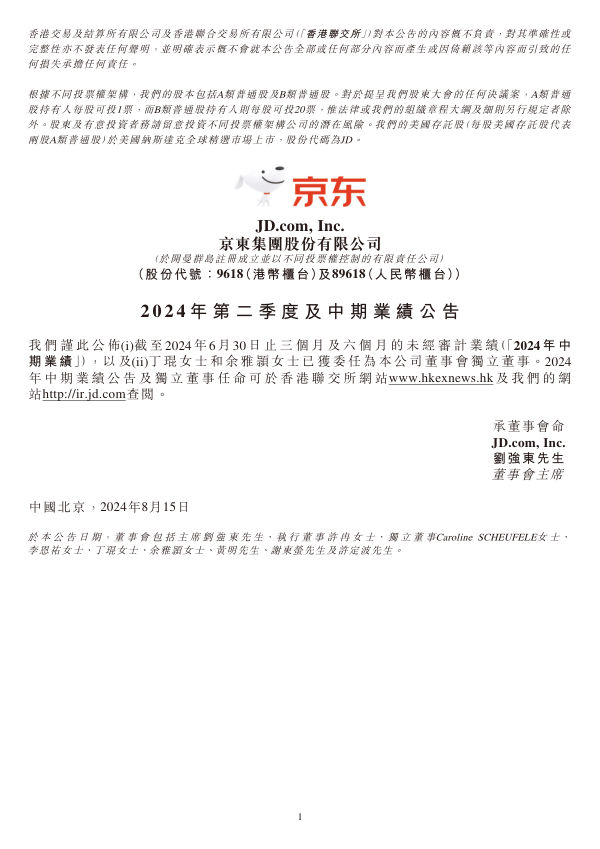 香港交易及結算所有限公司及香港聯合交易所有限公司(「香港聯交所」)對本公告的內容概不負責，對其準確性或
完整性亦不發表任何聲明，並明確表示概不會就本公告全部或任何部分內容而產生或因倚賴該等內容而引致的任
何損失承擔任何責任。
根據不同投票權架構，我們的股本包括A類普通股及B類普通股。對於提呈我們股東大會的任何決議案，A類普通
股持有人每股可投1票，而B類普通股持有人則每股可投20票，惟法律或我們的組織章程大綱及細則另行規定者除
外。股東及有意投資者務請留意投資不同投票權架構公司的潛在風險。我們的美國存託股(每股美國存託股代表
兩股A類普通股)於美國納斯達克全球精選市場上市，股份代碼為JD。
京东
JD.com, Inc.
京東集團股份有限公司
(於開曼群島註冊成立並以不同投票權控制的有限責任公司)
(股份代號：9618(港幣櫃台)及89618(人民幣櫃台))
2024年第二季度及中期業績公告
我們謹此公佈(i)截至2024年6月30日止三個月及六個月的未經審計業績(「2024年中
期業績」)，以及(ii)丁琨女士和余雅潁女士已獲委任為本公司董事會獨立董事。2024
年中期業績公告及獨立董事任命可於香港聯交所網站www.hkexnews.hk及我們的網
站http://ir.jd.com查閱。
承董事會命
JD.com, Inc.
劉強東先生
董事會主席
中國北京，2024年8月15日
於本公告日期，董事會包括主席劉強東先生、執行董事許冉女士、獨立董事Caroline SCHEUFELE女士、
李恩祐女士、丁琨女士、余雅潁女士、黃明先生、謝東螢先生及許定波先生。
1